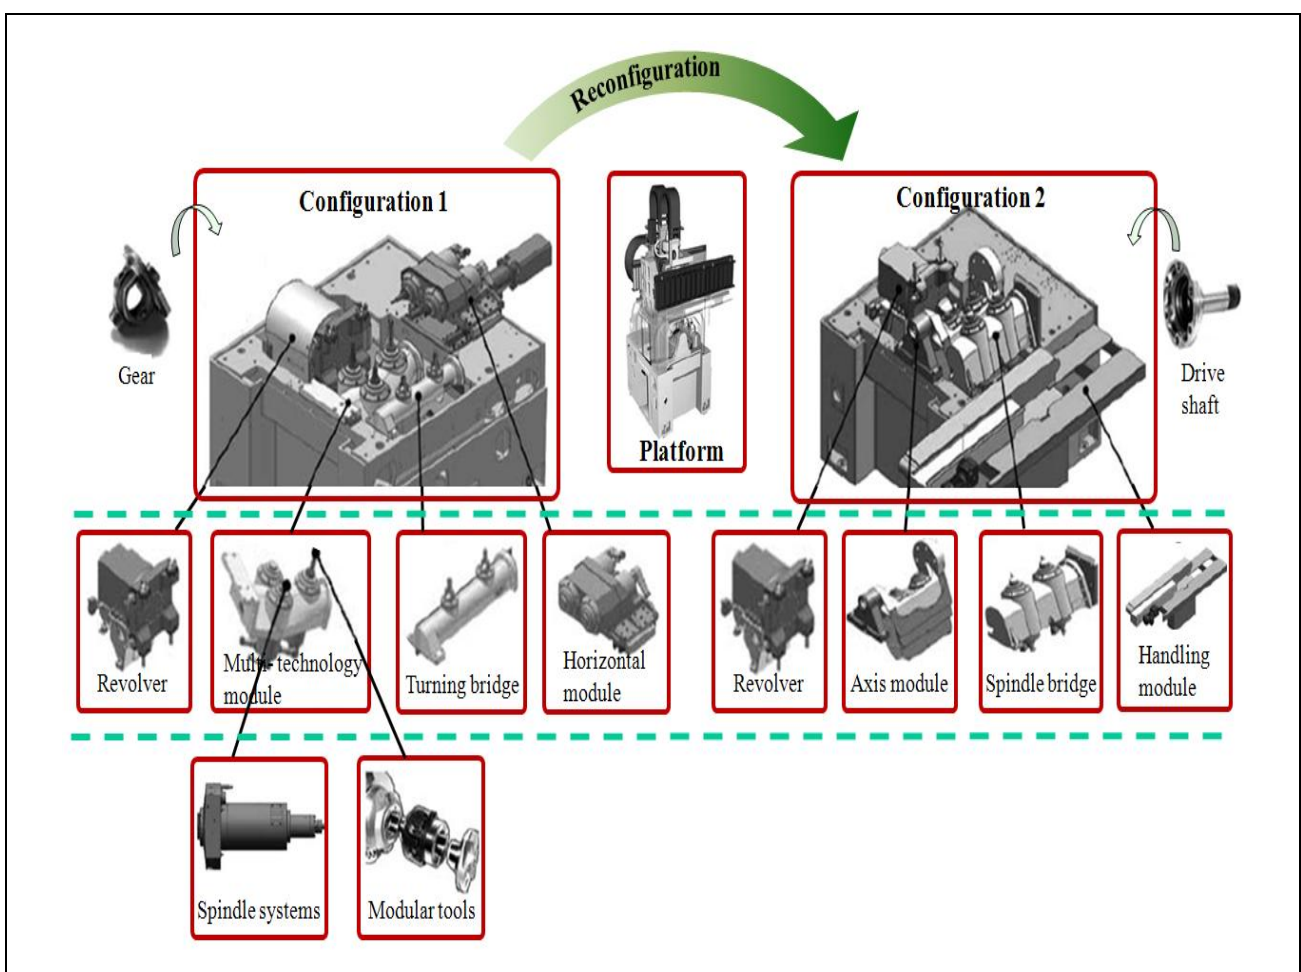 Reconfiguration
Configuration 1
Configuration 2
Platform
Gear
Drive
shaft
Revolver
Multi- technology
module
Turning bridge
Horizontal
module
Revolver
Axis module
Spindle bridge
Handling
module
Spindle systems
Modular tools